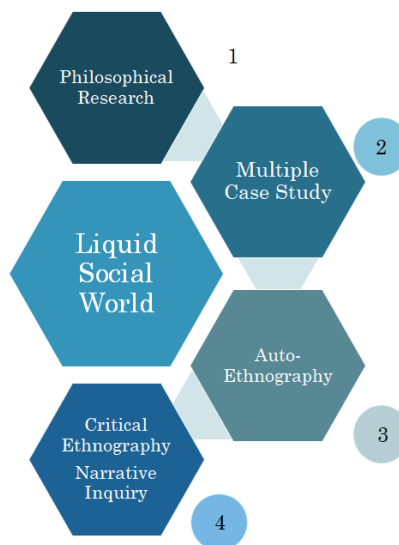 Philosophical
Research
1
Multiple
Case Study
2
Liquid
Social
World
Auto-
Ethnography
3
Critical
Ethnography
Narrative
Inquiry
4